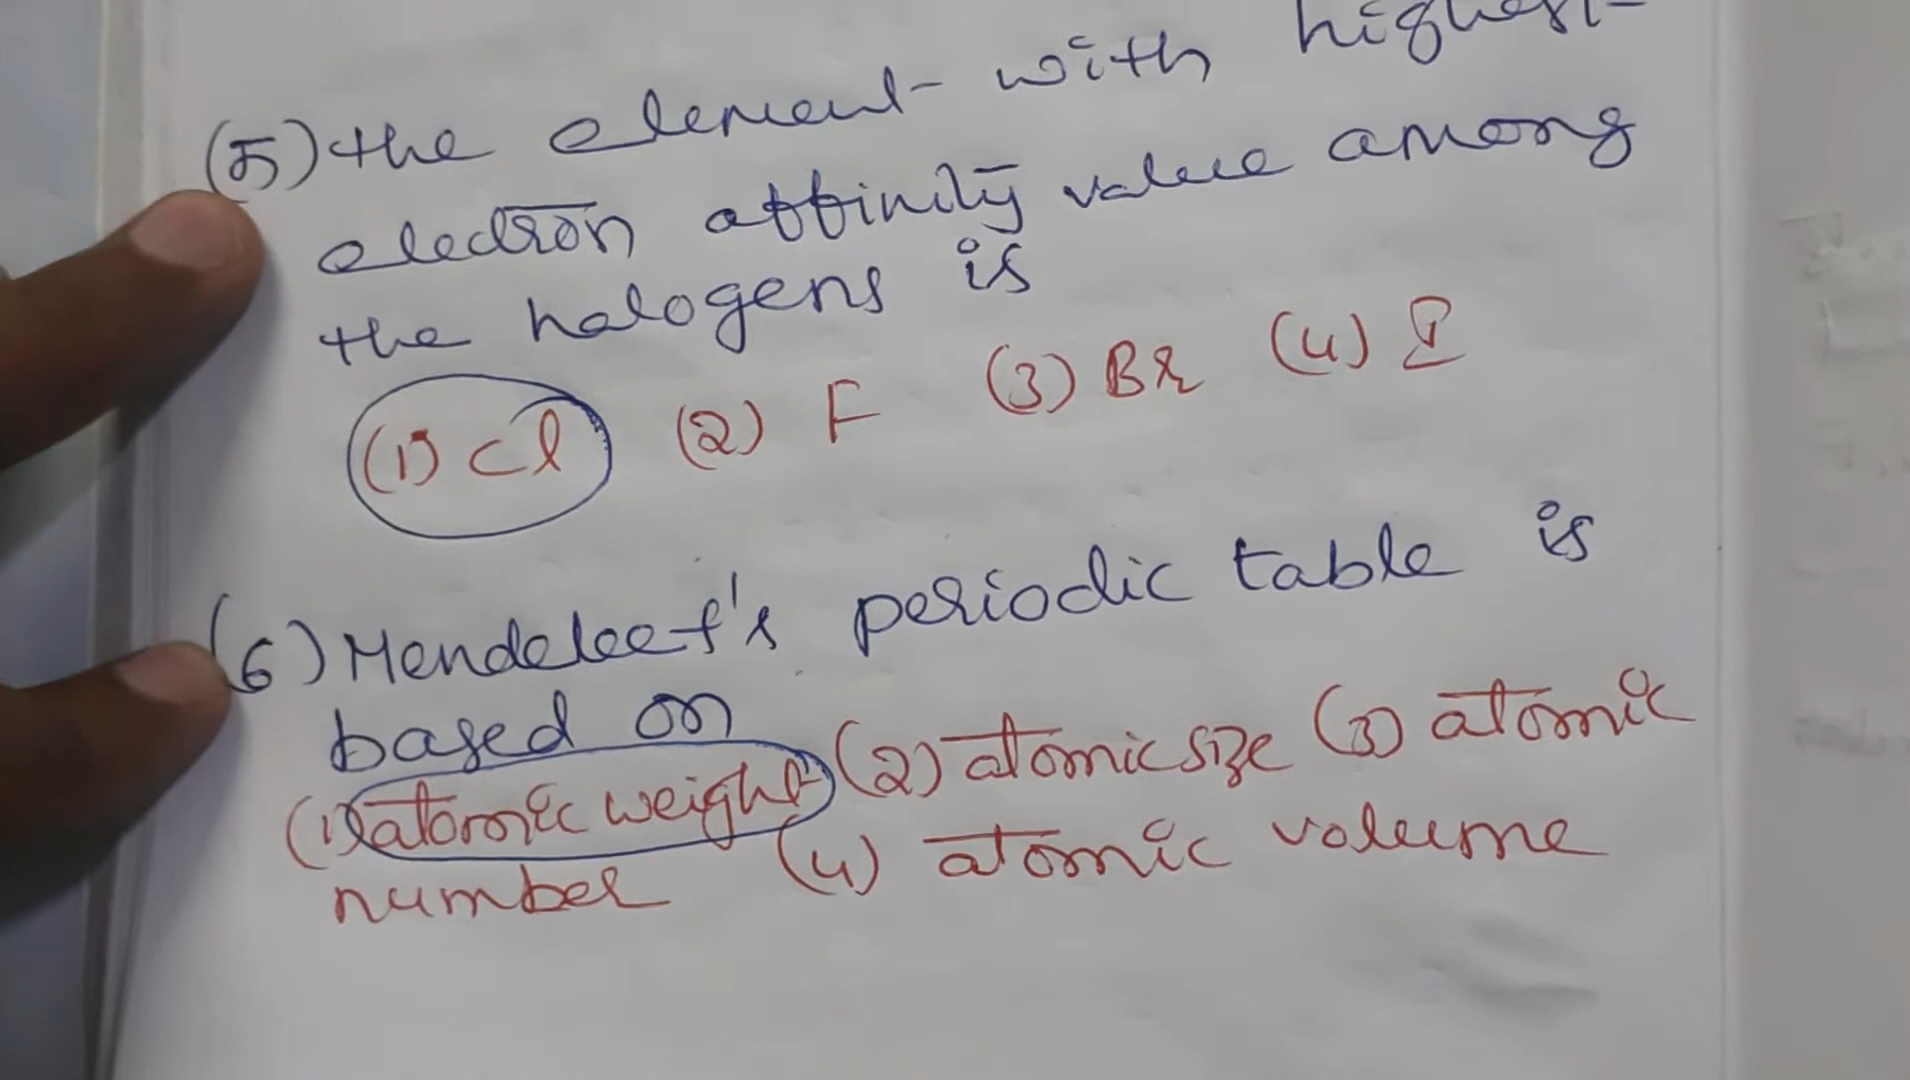 (5) the element with highest
electron affinity value among
the halogens is
(1) Cl (2) F (3) Br (4) I
(6) Mendeleef's periodic table is
based on
(1) atomic weight (2) atomic size (3) atomic
number (4) atomic volume